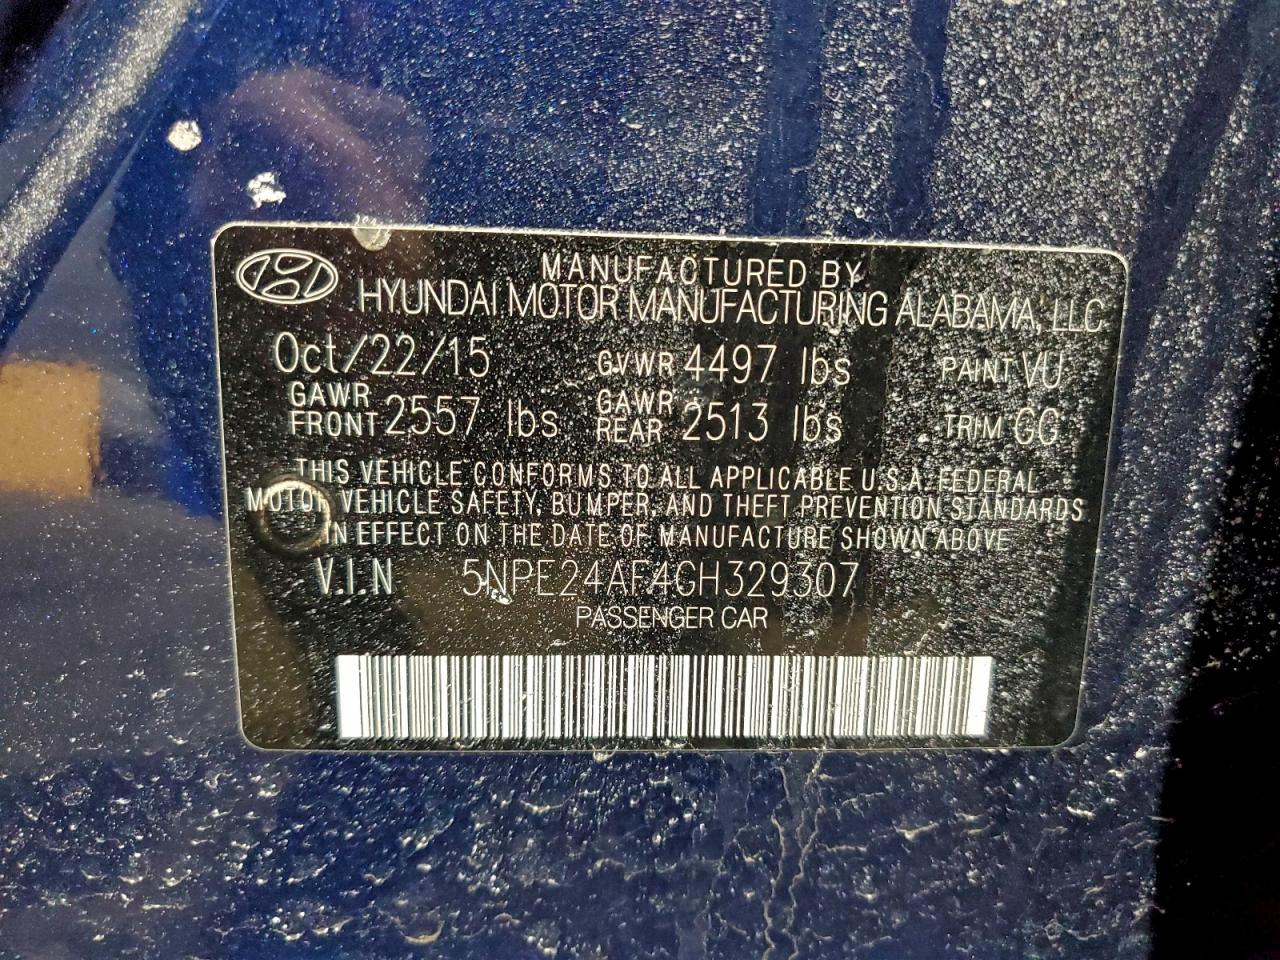 MANUFACTURED BY
HYUNDAI MOTOR MANUFACTURING ALABAMA, LLC
Oct/22/15 GVWR 4497 lbs PAINT VU
GAWR FRONT 2557 lbs GAWR REAR 2513 lbs TRIM GG
THIS VEHICLE CONFORMS TO ALL APPLICABLE U.S.A. FEDERAL
MOTOR VEHICLE SAFETY, BUMPER, AND THEFT PREVENTION STANDARDS
IN EFFECT ON THE DATE OF MANUFACTURE SHOWN ABOVE
V.I.N 5NPE24AF4GH329307
PASSENGER CAR